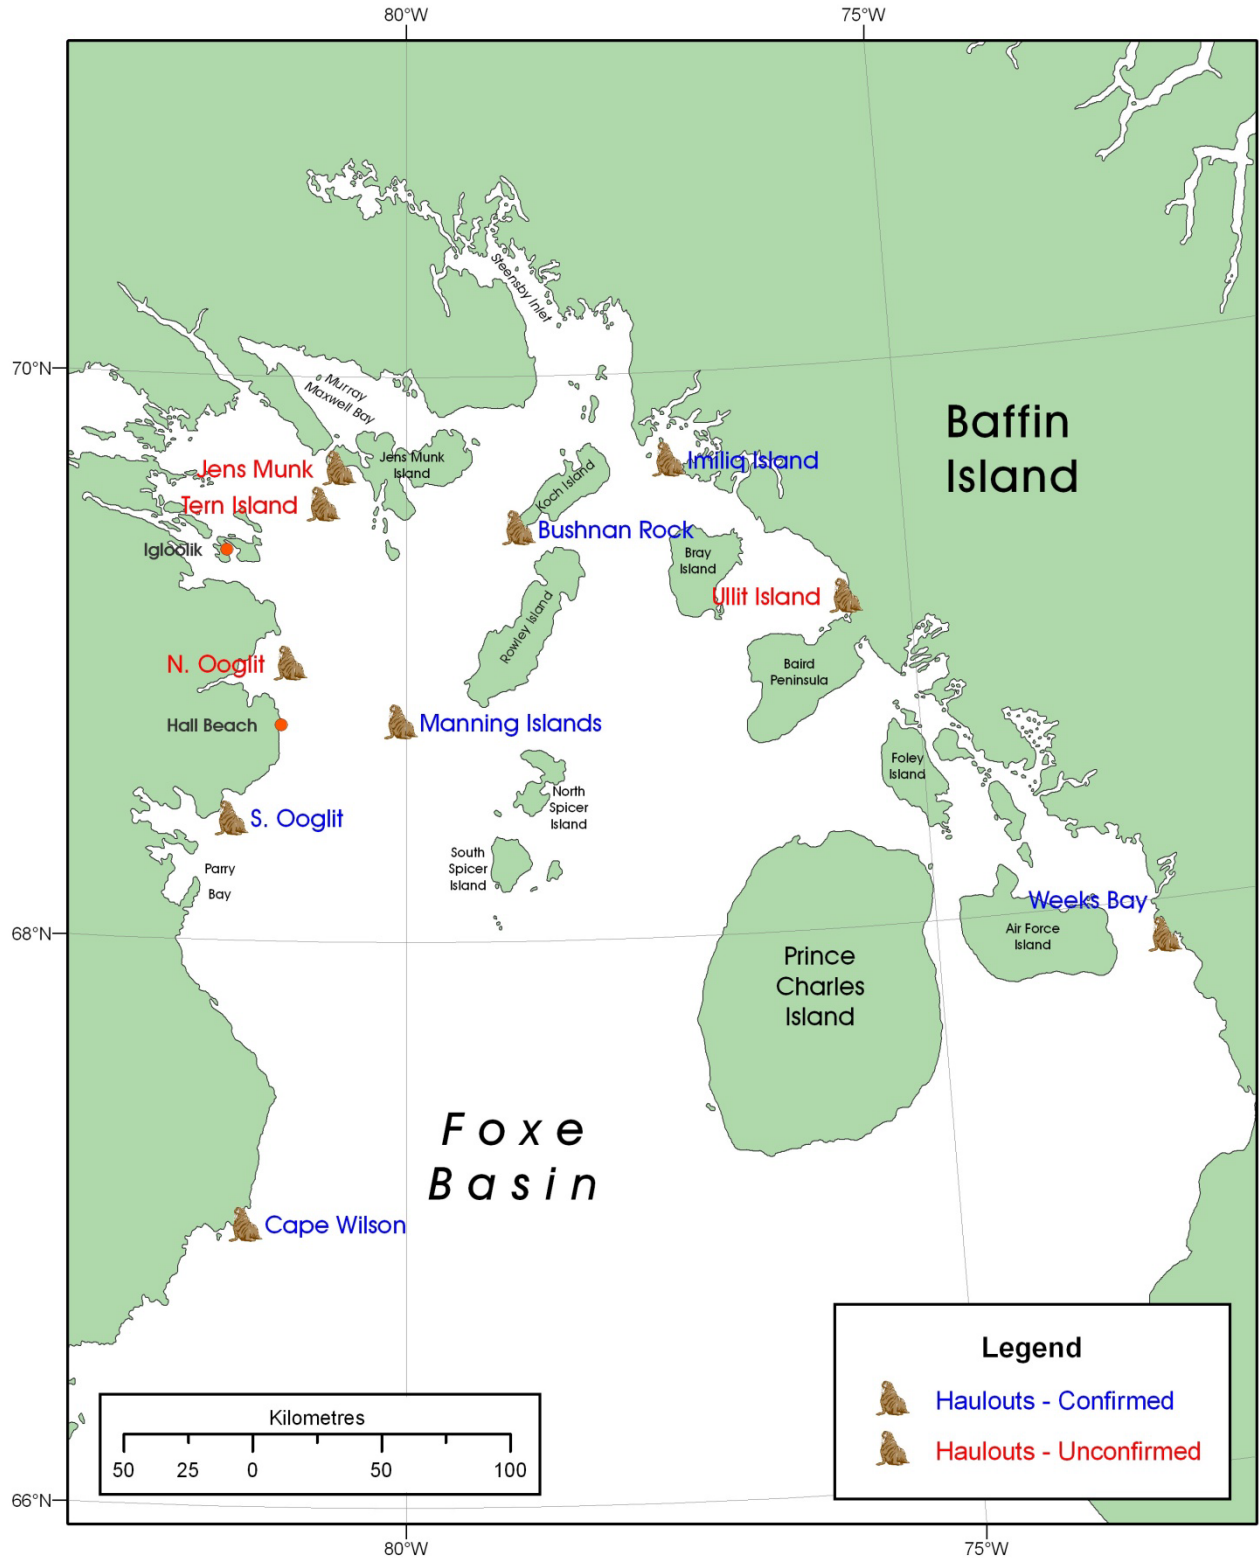 80°W
75°W
Steensby Inlet
70°N
Murray
Maxwell Bay
Baffin
Island
Jens Munk
Jens Munk
Island
Imiliq Island
Koch Island
Tern Island
Bushnan Rock
Igloolik
Bray
Island
Ullit Island
Rowley Island
N. Ooglit
Baird
Peninsula
Hall Beach
Manning Islands
Foley
Island
North
Spicer
Island
S. Ooglit
South
Spicer
Island
Parry
Bay
Weeks Bay
68°N
Air Force
Island
Prince
Charles
Island
Foxe
Basin
Cape Wilson
Legend
Haulouts - Confirmed
Haulouts - Unconfirmed
Kilometres
50 25 0 50 100
66°N
80°W
75°W